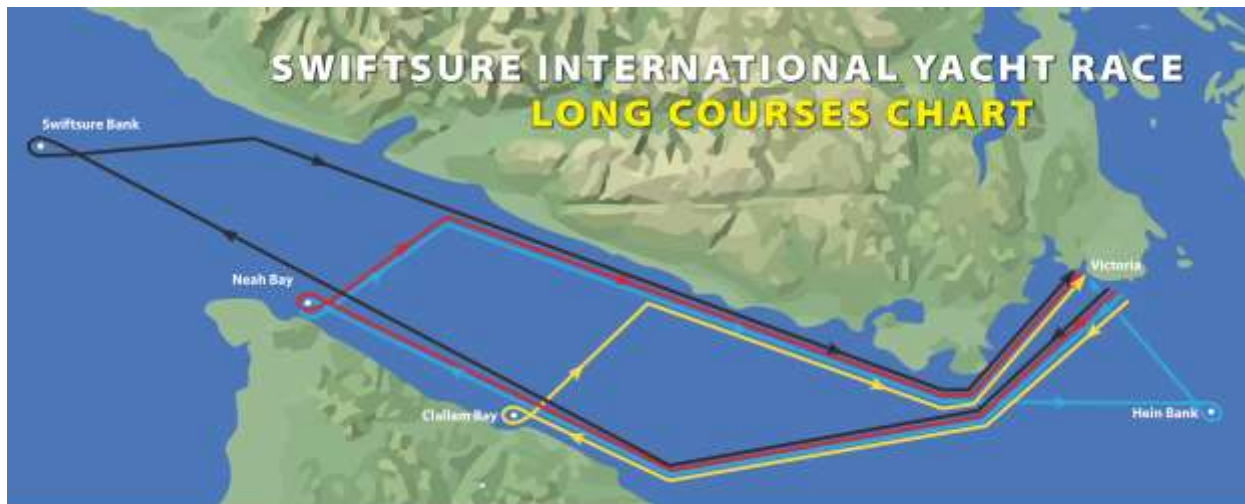 SWIFTSURE INTERNATIONAL YACHT RACE
LONG COURSES CHART
Swiftsure Bank
Neah Bay
Victoria
Clallam Bay
Hein Bank